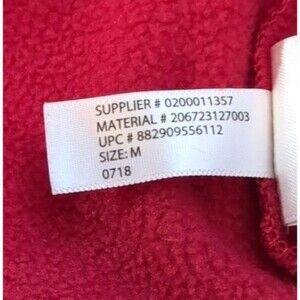 SUPPLIER # 0200011357
MATERIAL # 206723127003
UPC # 882909556112
SIZE: M
0718